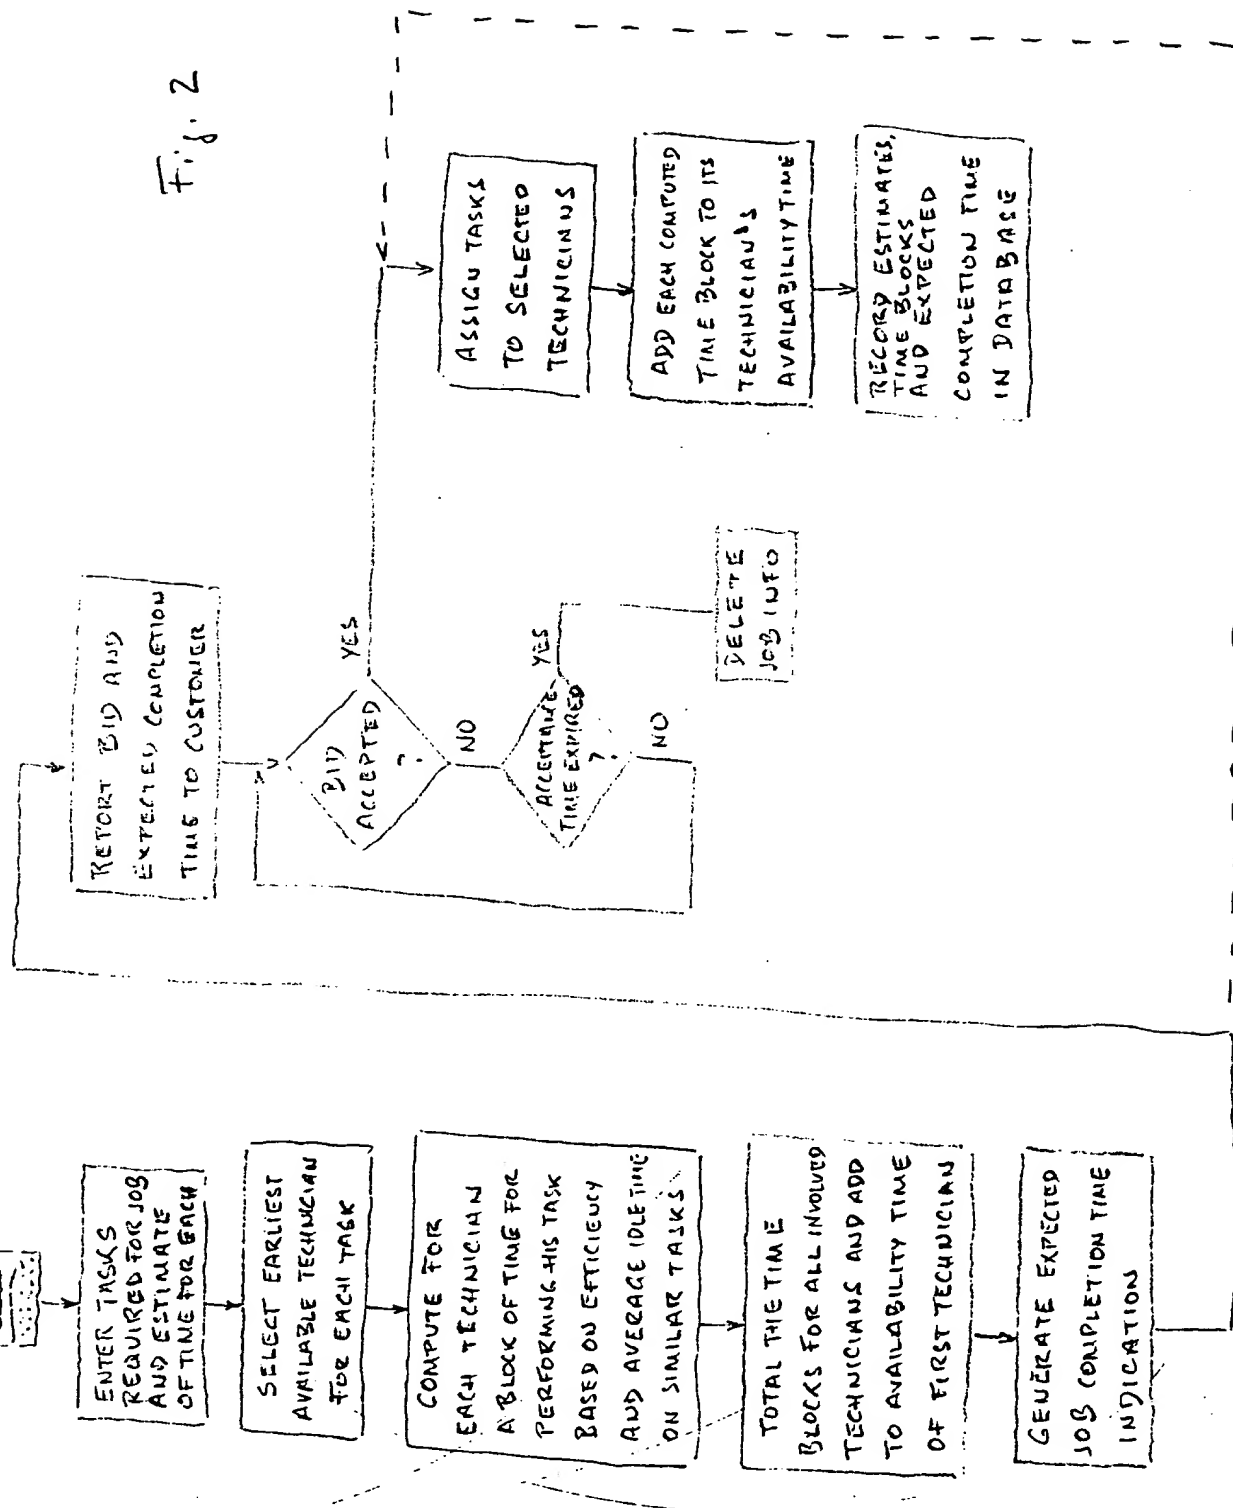 Fig. 2
ENTER TASKS
REQUIRED FOR JOB
AND ESTIMATE
OF TIME FOR EACH
SELECT EARLIEST
AVAILABLE TECHNICIAN
FOR EACH TASK
COMPUTE FOR
EACH TECHNICIAN
A BLOCK OF TIME FOR
PERFORMING HIS TASK
BASED ON EFFICIENCY
AND AVERAGE IDLE TIME
ON SIMILAR TASKS
TOTAL THE TIME
BLOCKS FOR ALL INVOLVED
TECHNICIANS AND ADD
TO AVAILABILITY TIME
OF FIRST TECHNICIAN
GENERATE EXPECTED
JOB COMPLETION TIME
INDICATION
REPORT BID AND
EXPECTED COMPLETION
TIME TO CUSTOMER
BID
ACCEPTED
?
YES
NO
ACCEPTANCE
TIME EXPIRED
?
YES
NO
DELETE
JOB INFO
ASSIGN TASKS
TO SELECTED
TECHNICIANS
ADD EACH COMPUTED
TIME BLOCK TO ITS
TECHNICIAN'S
AVAILABILITY TIME
RECORD ESTIMATES,
TIME BLOCKS
AND EXPECTED
COMPLETION TIME
IN DATABASE